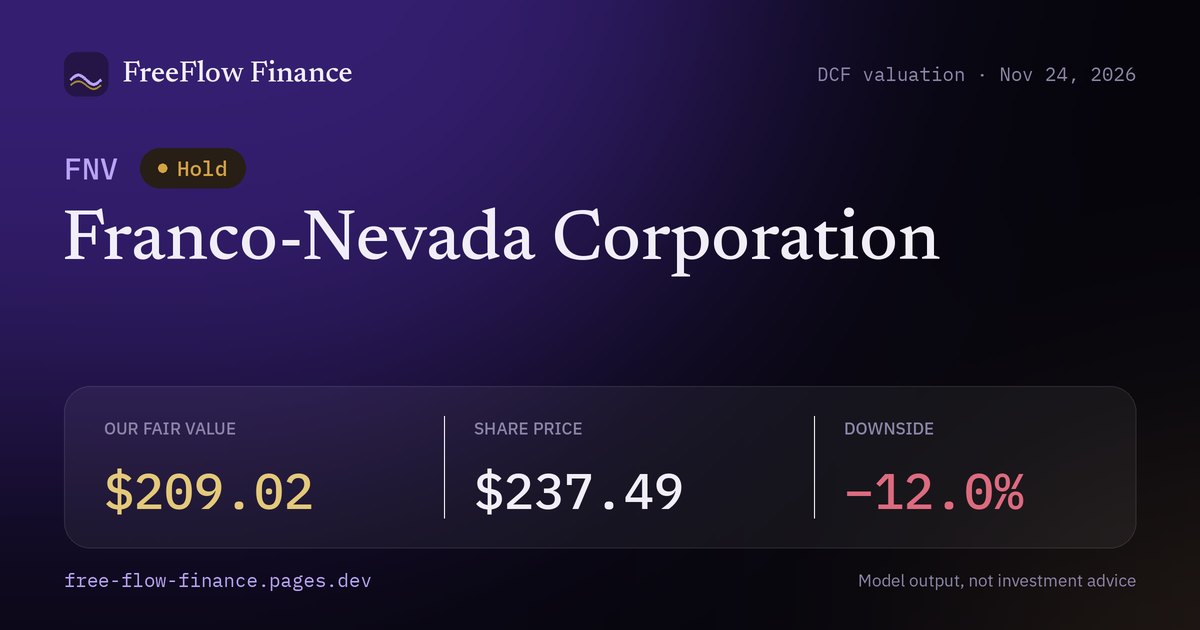 FreeFlow Finance
DCF valuation · Nov 24, 2026
FNV
Hold
Franco-Nevada Corporation
OUR FAIR VALUE
$209.02
SHARE PRICE
$237.49
DOWNSIDE
−12.0%
free-flow-finance.pages.dev
Model output, not investment advice